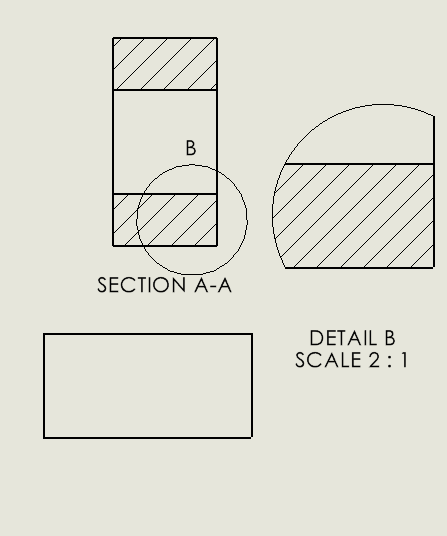 B
SECTION A-A
DETAIL B
SCALE 2 : 1